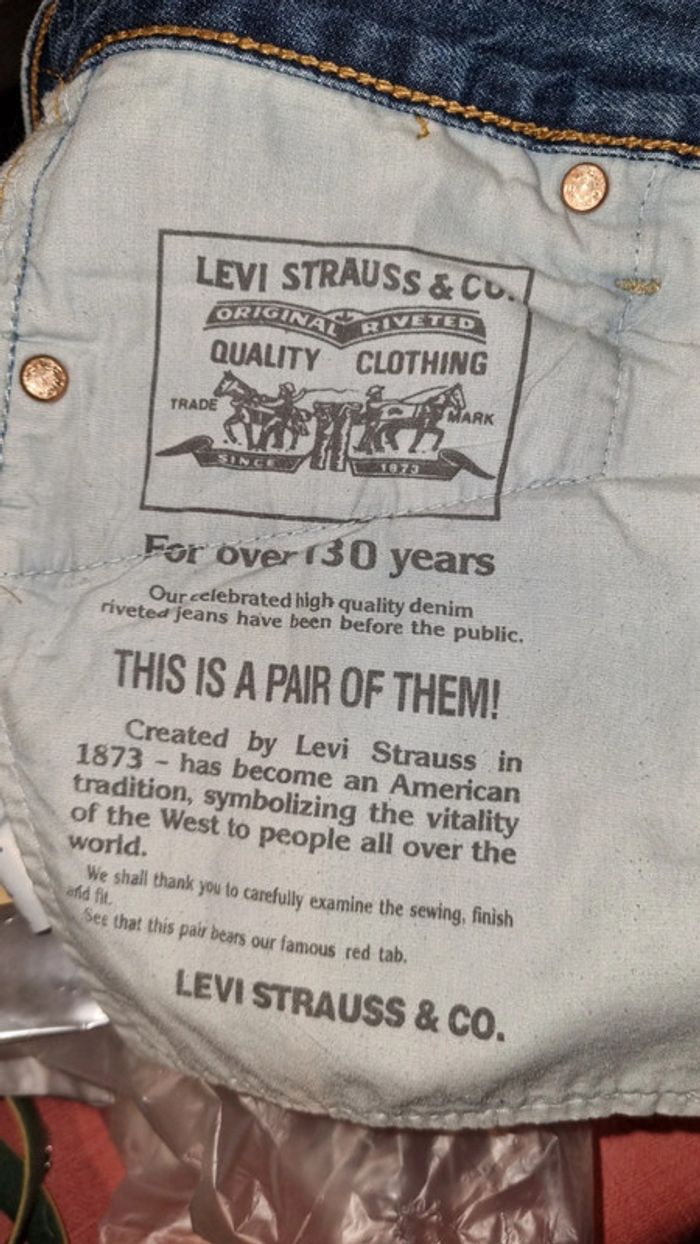 LEVI STRAUSS & CO.
ORIGINAL RIVETED
QUALITY CLOTHING
TRADE MARK
SINCE 1873
For over 130 years
Our celebrated high quality denim
riveted jeans have been before the public.
THIS IS A PAIR OF THEM!
Created by Levi Strauss in
1873 – has become an American
tradition, symbolizing the vitality
of the West to people all over the
world.
We shall thank you to carefully examine the sewing, finish
and fit.
See that this pair bears our famous red tab.
LEVI STRAUSS & CO.